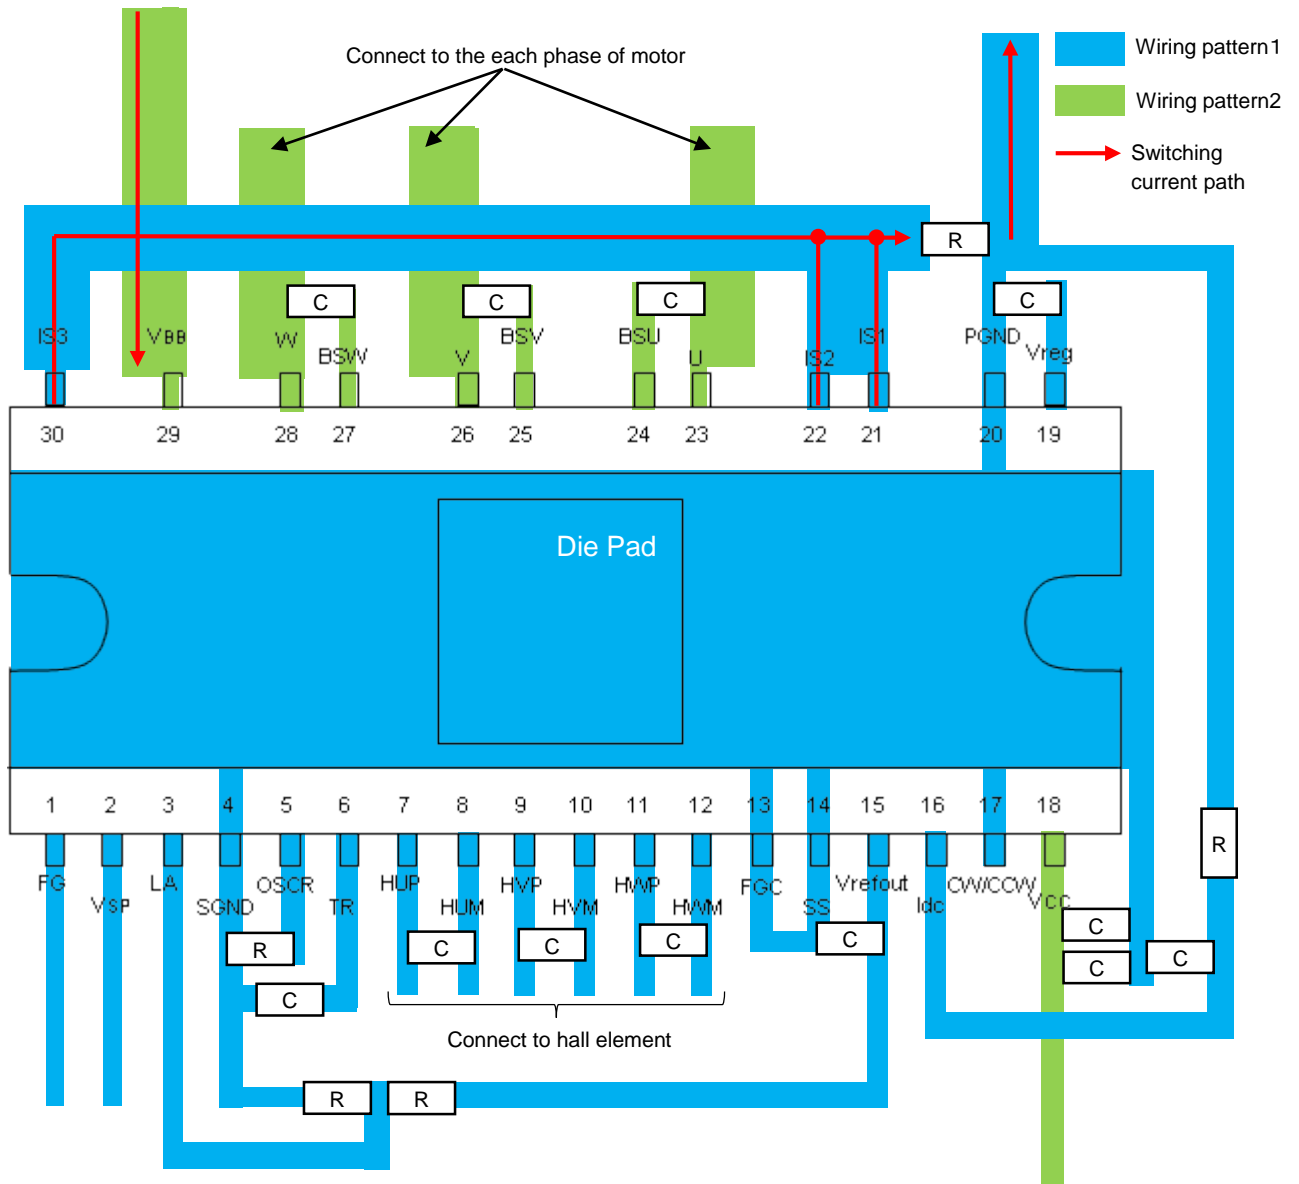 Connect to the each phase of motor
Wiring pattern1
Wiring pattern2
Switching
current path
R
C
C
C
C
IS3
VBB
W
BSW
V
BSV
BSU
U
IS2
IS1
PGND
Vreg
30
29
28
27
26
25
24
23
22
21
20
19
Die Pad
1
2
3
4
5
6
7
8
9
10
11
12
13
14
15
16
17
18
FG
VSP
LA
SGND
OSCR
TR
HUP
HUM
HVP
HVM
HWP
HWM
FGC
SS
Vrefout
Idc
CW/CCW
VCC
R
R
C
C
C
C
C
C
C
C
Connect to hall element
R
R